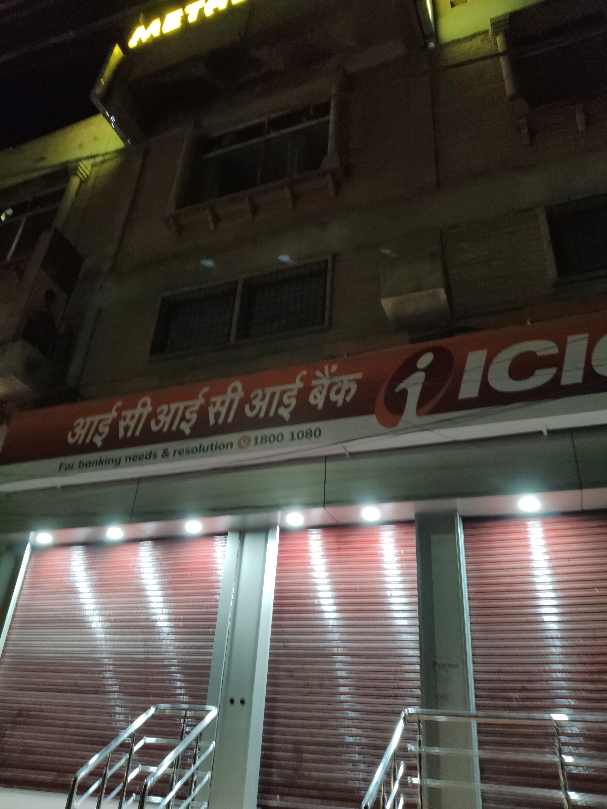 METR
आई सी आई सी आई बैंक
i ICIC
For banking needs & resolution 1800 1080